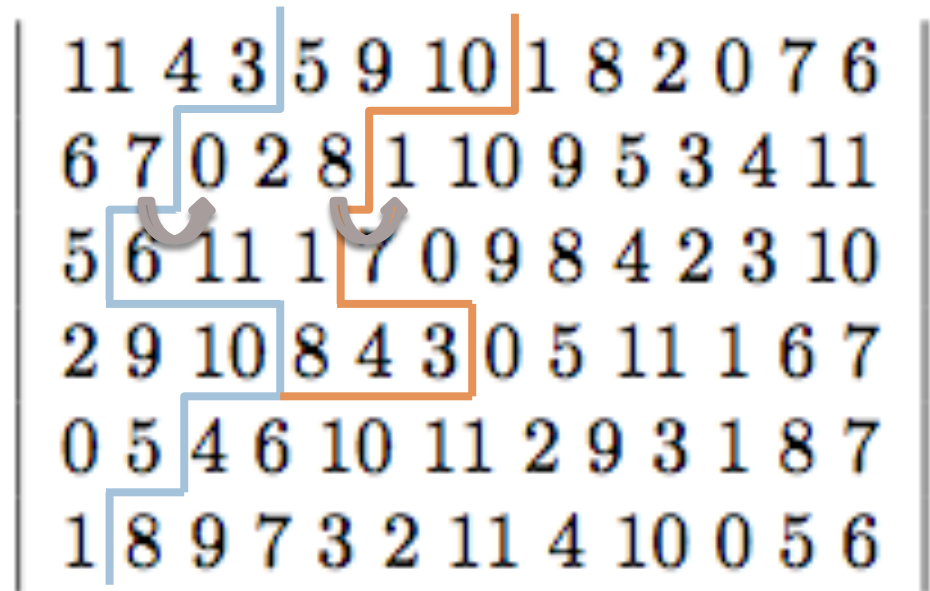 11 4 3 5 9 10 1 8 2 0 7 6
6 7 0 2 8 1 10 9 5 3 4 11
5 6 11 1 7 0 9 8 4 2 3 10
2 9 10 8 4 3 0 5 11 1 6 7
0 5 4 6 10 11 2 9 3 1 8 7
1 8 9 7 3 2 11 4 10 0 5 6